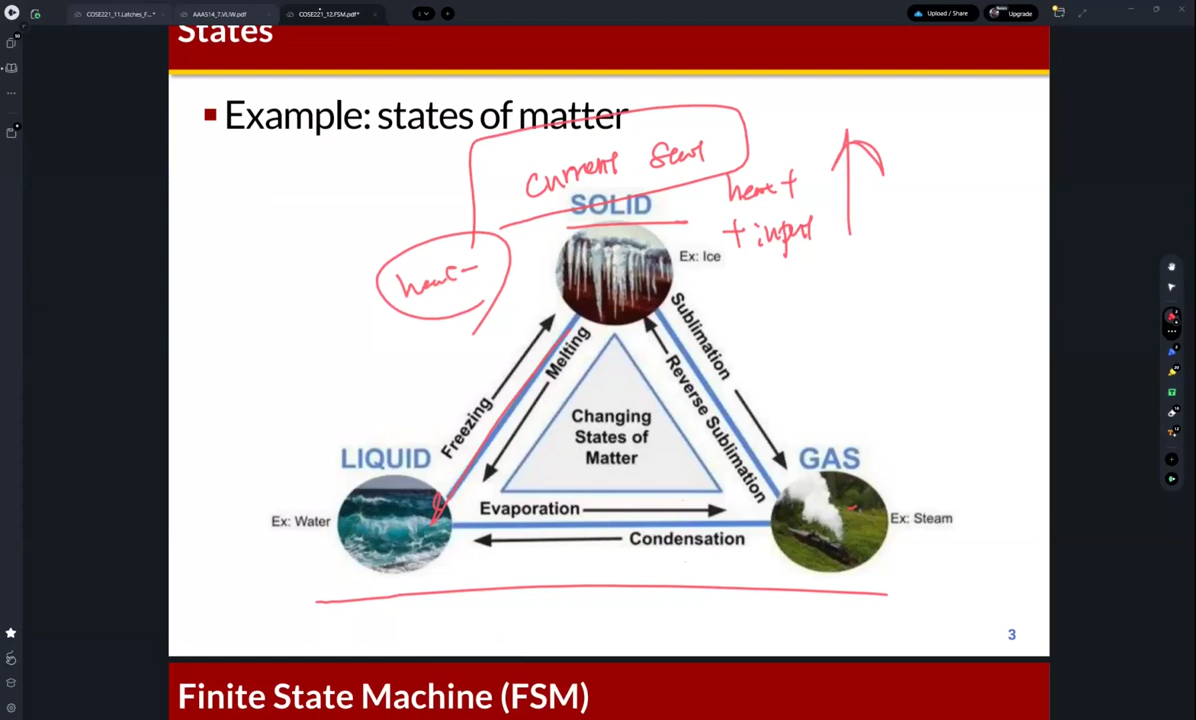 COSE221_11.Latches_F...*
AAAS14_7.VLIW.pdf
COSE221_12.FSM.pdf*
3
Upload / Share
Upgrade
States
Example: states of matter
current
heat +
+ input
heat -
SOLID
Ex: Ice
Freezing
Melting
Sublimation
Reverse Sublimation
Changing
States of
Matter
LIQUID
GAS
Ex: Water
Ex: Steam
Evaporation
Condensation
3
Finite State Machine (FSM)